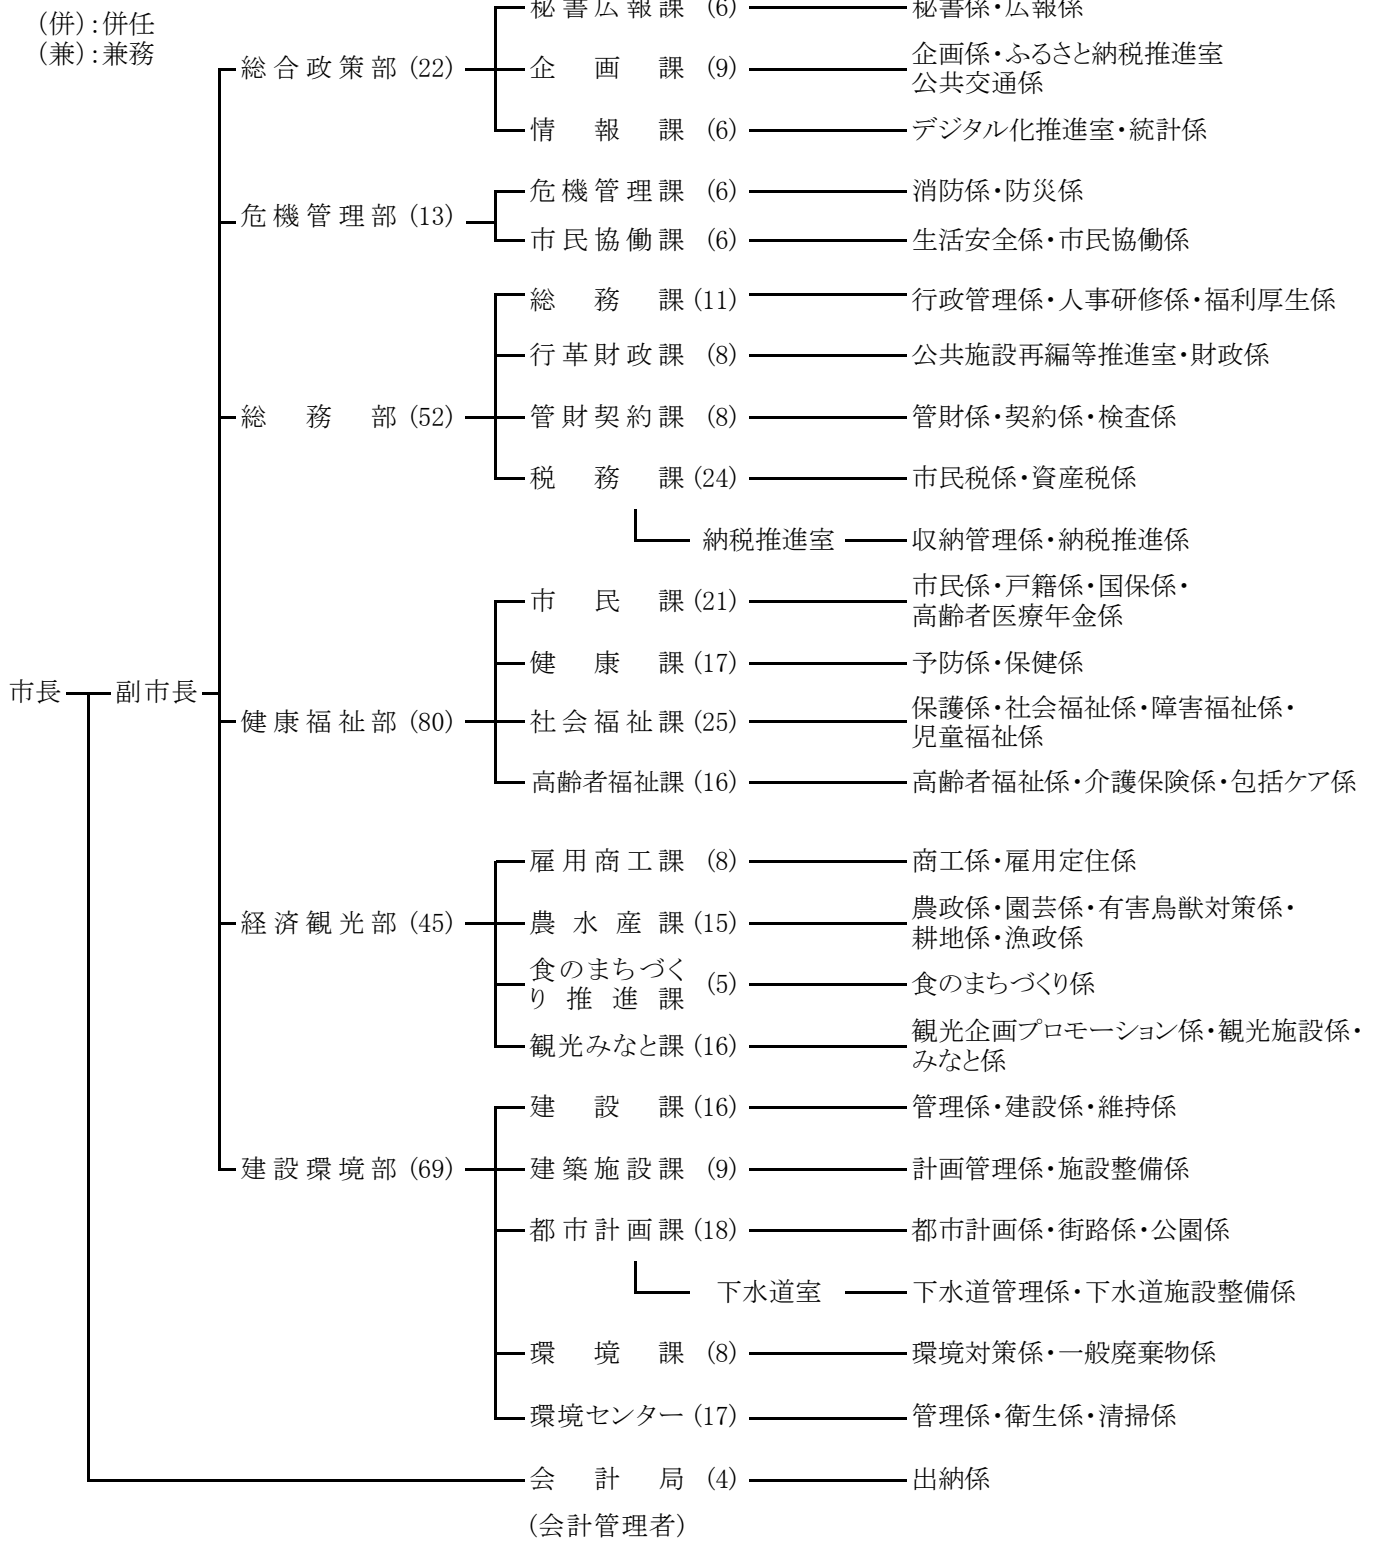 秘書広報課 (6) 秘書係・広報係
(併):併任
(兼):兼務
総合政策部 (22) 企画課 (9) 企画係・ふるさと納税推進室
公共交通係
情報課 (6) デジタル化推進室・統計係
危機管理課 (6) 消防係・防災係
危機管理部 (13)
市民協働課 (6) 生活安全係・市民協働係
総務課 (11) 行政管理係・人事研修係・福利厚生係
行革財政課 (8) 公共施設再編等推進室・財政係
総務部 (52) 管財契約課 (8) 管財係・契約係・検査係
税務課 (24) 市民税係・資産税係
納税推進室 収納管理係・納税推進係
市民課 (21) 市民係・戸籍係・国保係・
高齢者医療年金係
健康課 (17) 予防係・保健係
市長 副市長
健康福祉部 (80) 社会福祉課 (25) 保護係・社会福祉係・障害福祉係・
児童福祉係
高齢者福祉課 (16) 高齢者福祉係・介護保険係・包括ケア係
雇用商工課 (8) 商工係・雇用定住係
経済観光部 (45) 農水産課 (15) 農政係・園芸係・有害鳥獣対策係・
耕地係・漁政係
食のまちづく
り推進課 (5) 食のまちづくり係
観光みなと課 (16) 観光企画プロモーション係・観光施設係・
みなと係
建設課 (16) 管理係・建設係・維持係
建設環境部 (69) 建築施設課 (9) 計画管理係・施設整備係
都市計画課 (18) 都市計画係・街路係・公園係
下水道室 下水道管理係・下水道施設整備係
環境課 (8) 環境対策係・一般廃棄物係
環境センター (17) 管理係・衛生係・清掃係
会計局 (4) 出納係
(会計管理者)